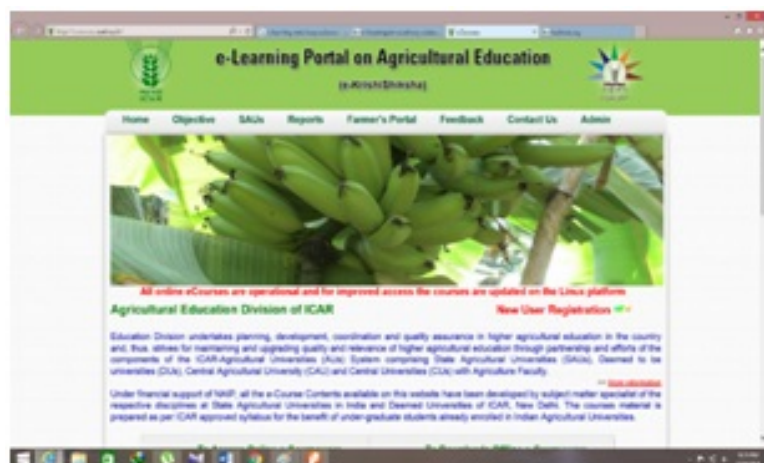 e-Learning Portal on Agricultural Education
(e-KrishiShiksha)
Home Objective SAUs Reports Farmer's Portal Feedback Contact Us Admin
All online eCourses are operational and for improved access the courses are updated on the Linux platform
Agricultural Education Division of ICAR New User Registration
Education Division undertakes planning, development, coordination and quality assurance in higher agricultural education in the country
and, thus, strives for maintaining and upgrading quality and relevance of higher agricultural education through partnership and efforts of the
components of the ICAR-Agricultural Universities (AUs) System comprising State Agricultural Universities (SAUs), Deemed to be
universities (DUs), Central Agricultural University (CAU) and Central Universities (CUs) with Agriculture Faculty.
>> more information
Under financial support of NAIP, all the e-Course Contents available on this website have been developed by subject matter specialist of the
respective disciplines at State Agricultural Universities in India and Deemed Universities of ICAR, New Delhi. The courses material is
prepared as per ICAR approved syllabus for the benefit of under-graduate students already enrolled in Indian Agricultural Universities.